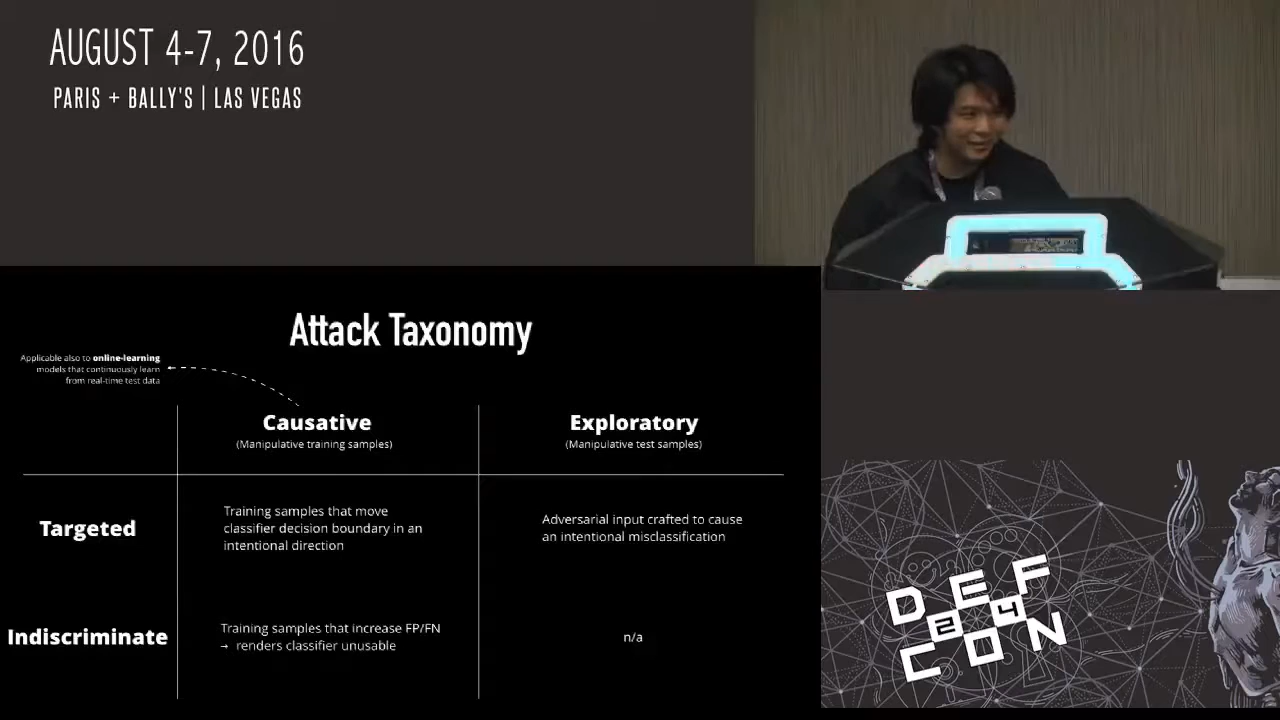 AUGUST 4-7, 2016
PARIS + BALLY'S | LAS VEGAS
Attack Taxonomy
Applicable also to online-learning
models that continuously learn
from real-time test data
Causative
(Manipulative training samples)
Exploratory
(Manipulative test samples)
Targeted
Training samples that move
classifier decision boundary in an
intentional direction
Adversarial input crafted to cause
an intentional misclassification
Indiscriminate
Training samples that increase FP/FN
→ renders classifier unusable
n/a
DEF
24
CON